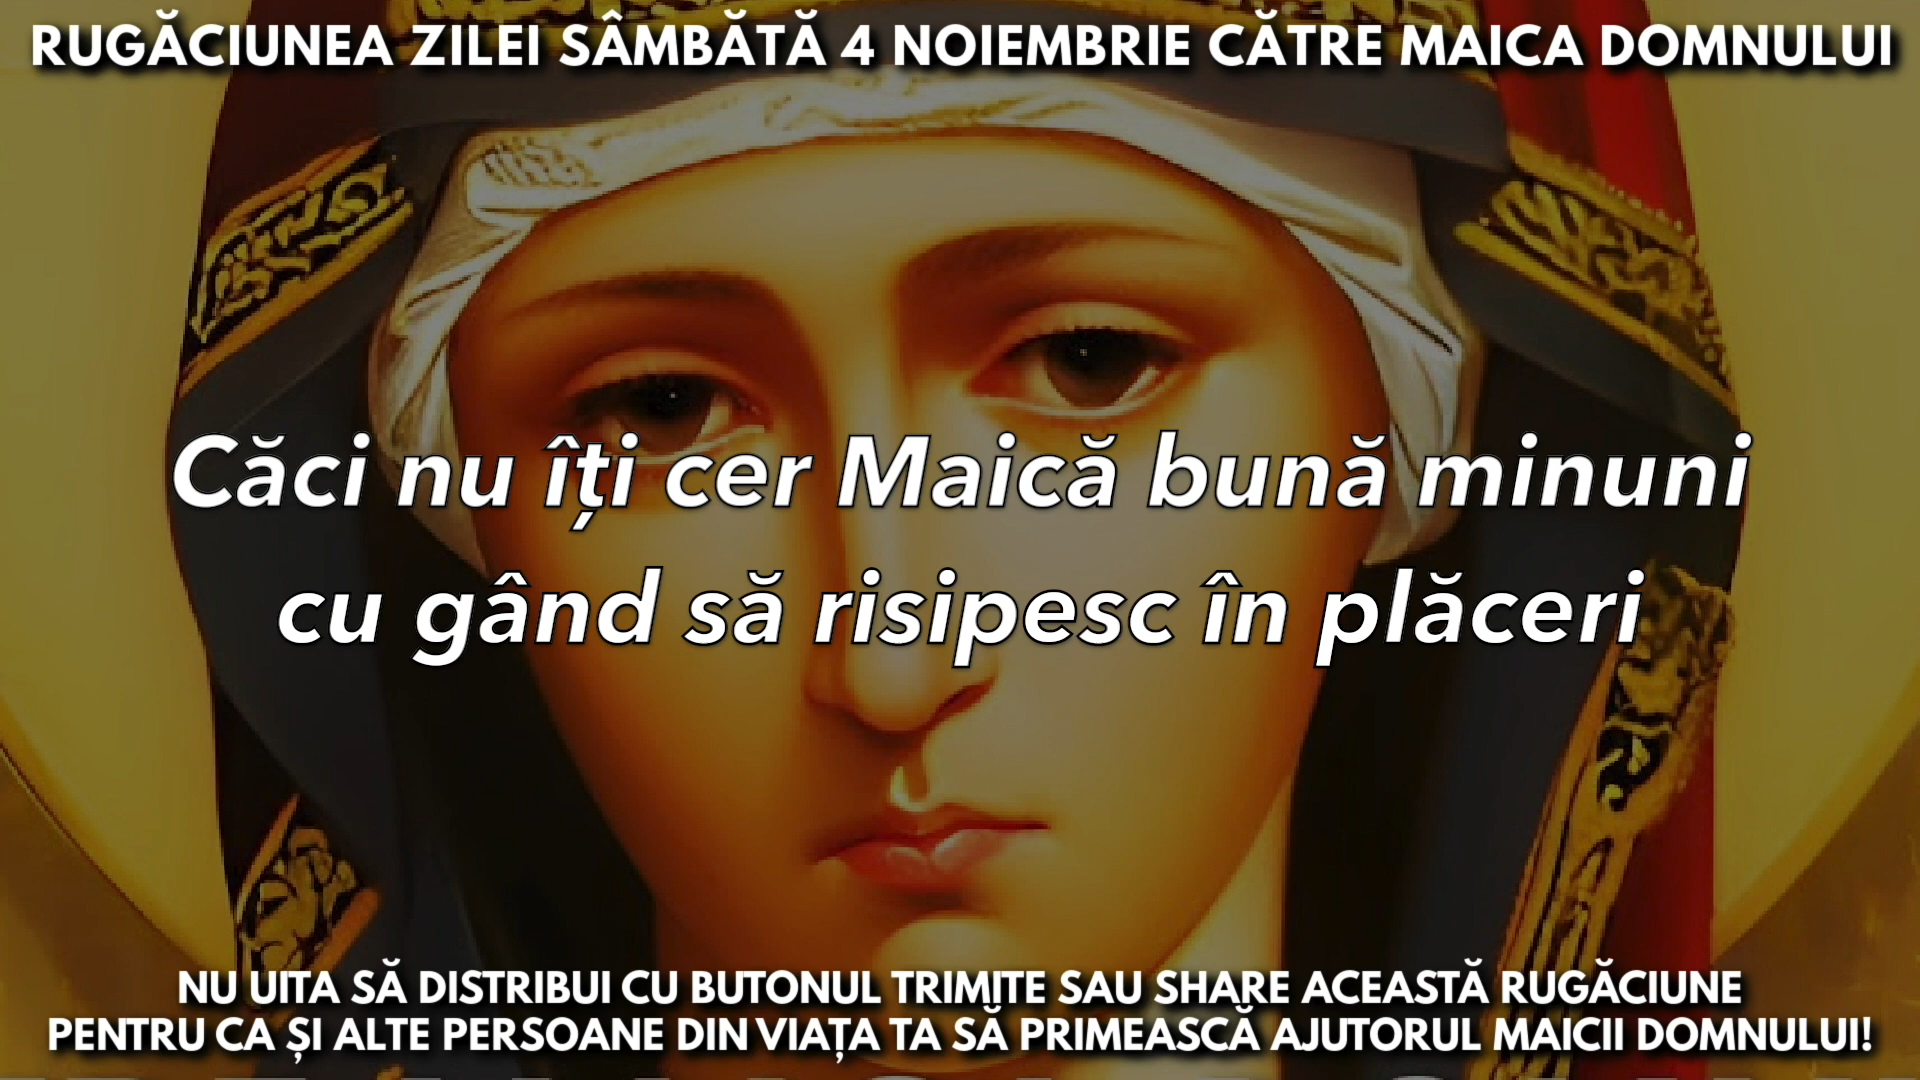 RUGĂCIUNEA ZILEI SÂMBĂTĂ 4 NOIEMBRIE CĂTRE MAICA DOMNULUI
Căci nu îți cer Maică bună minuni
cu gând să risipesc în plăceri
NU UITA SĂ DISTRIBUI CU BUTONUL TRIMITE SAU SHARE ACEASTĂ RUGĂCIUNE
PENTRU CA ȘI ALTE PERSOANE DIN VIAȚA TA SĂ PRIMEASCĂ AJUTORUL MAICII DOMNULUI!